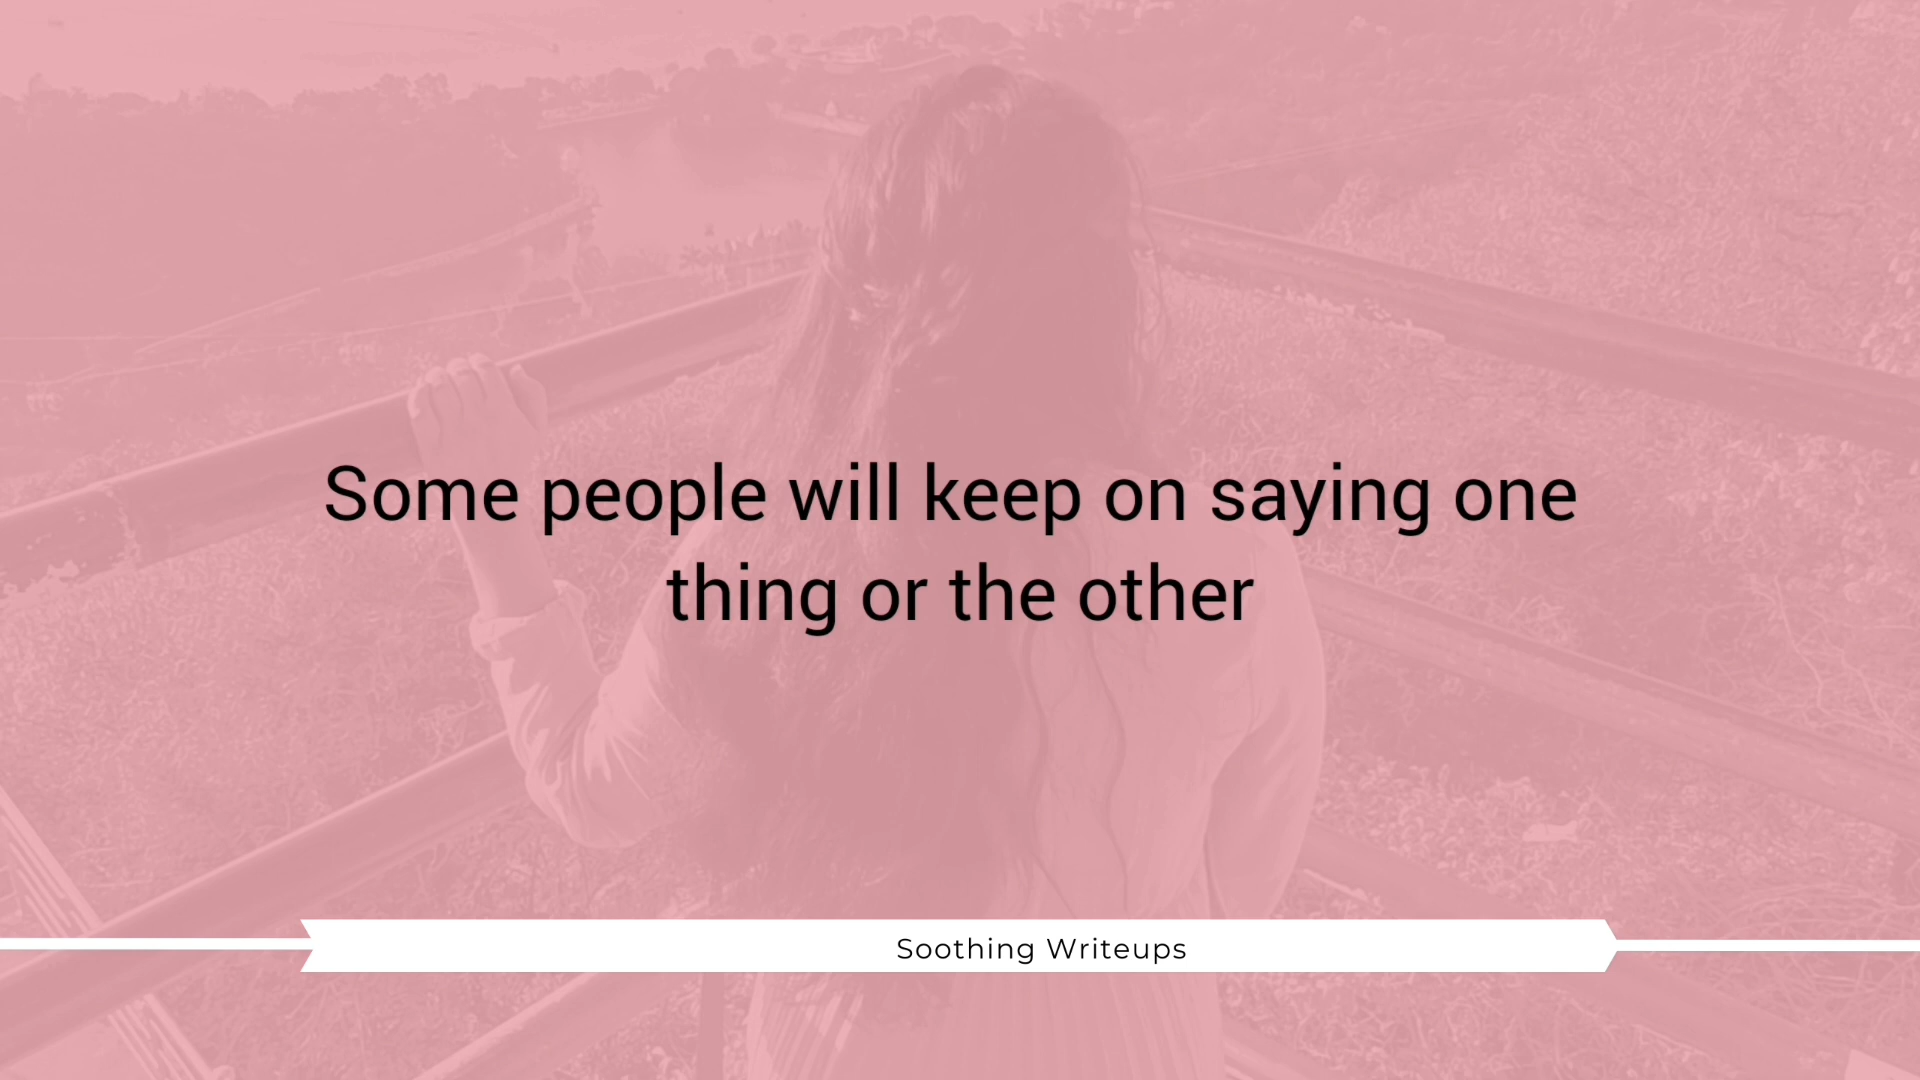 Some people will keep on saying one
thing or the other
Soothing Writeups